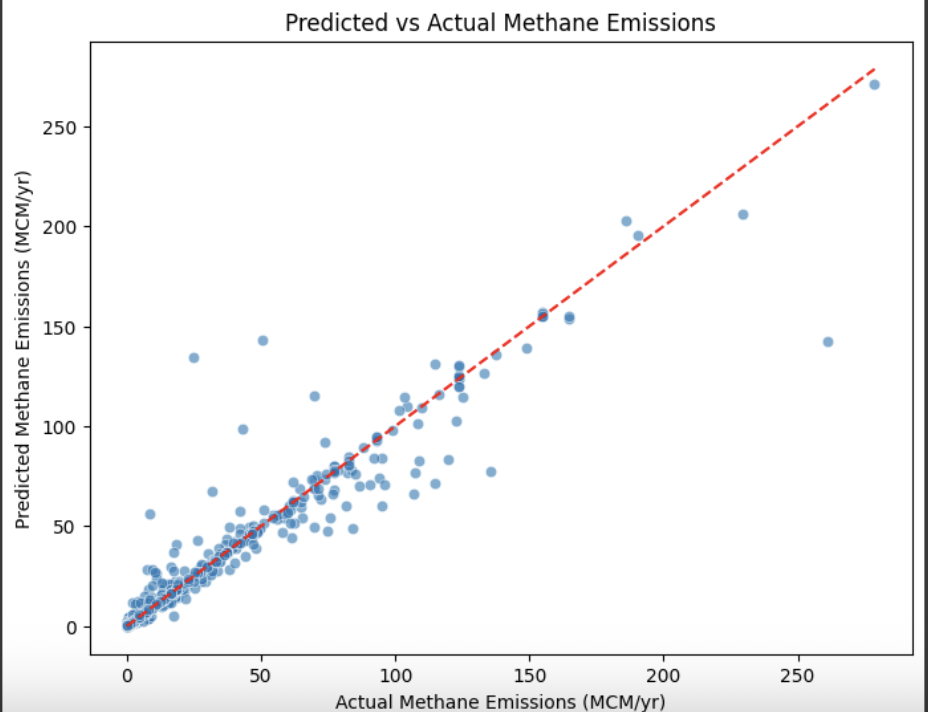 Predicted vs Actual Methane Emissions
Predicted Methane Emissions (MCM/yr)
250
200
150
100
50
0
0 50 100 150 200 250
Actual Methane Emissions (MCM/yr)